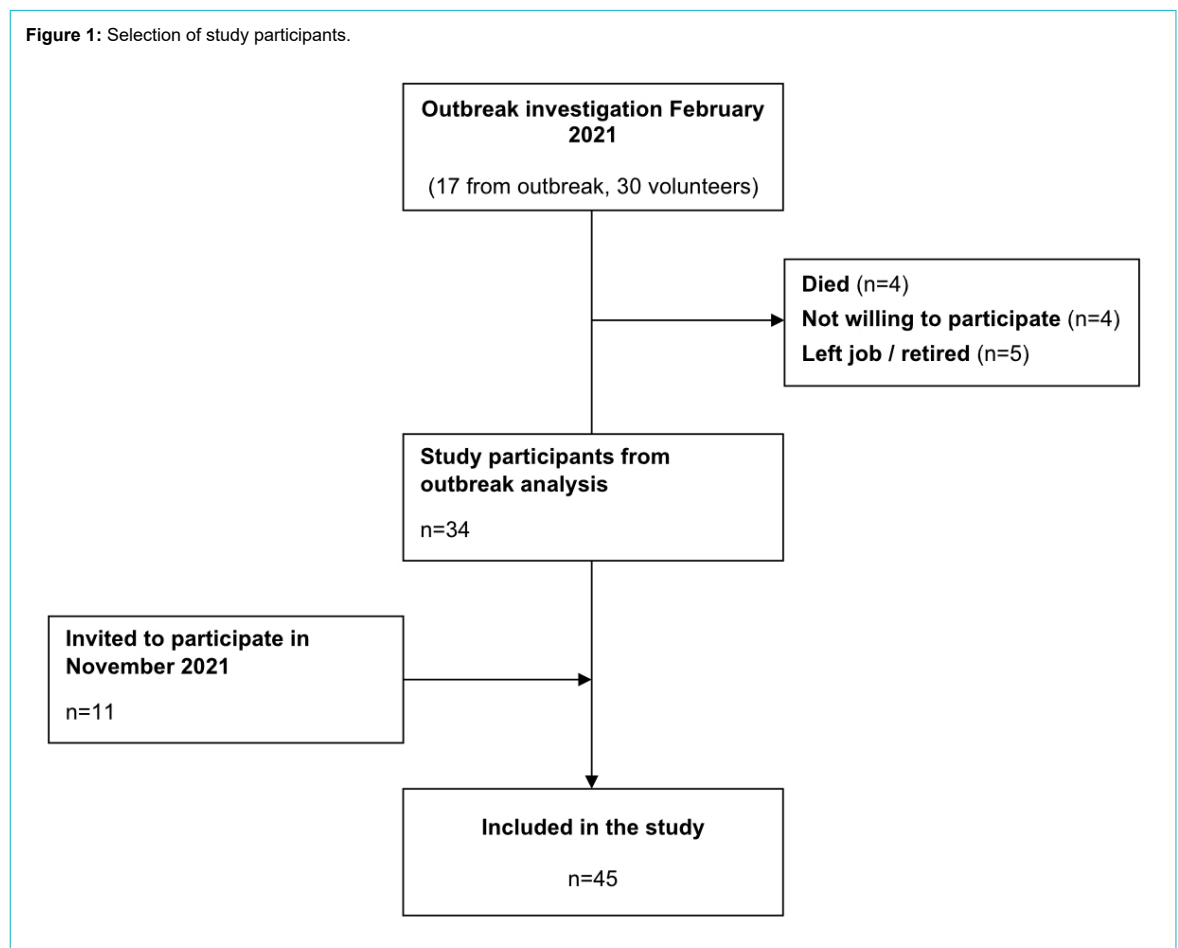 Figure 1: Selection of study participants.
Outbreak investigation February
2021
(17 from outbreak, 30 volunteers)
Died (n=4)
Not willing to participate (n=4)
Left job / retired (n=5)
Study participants from
outbreak analysis
n=34
Invited to participate in
November 2021
n=11
Included in the study
n=45